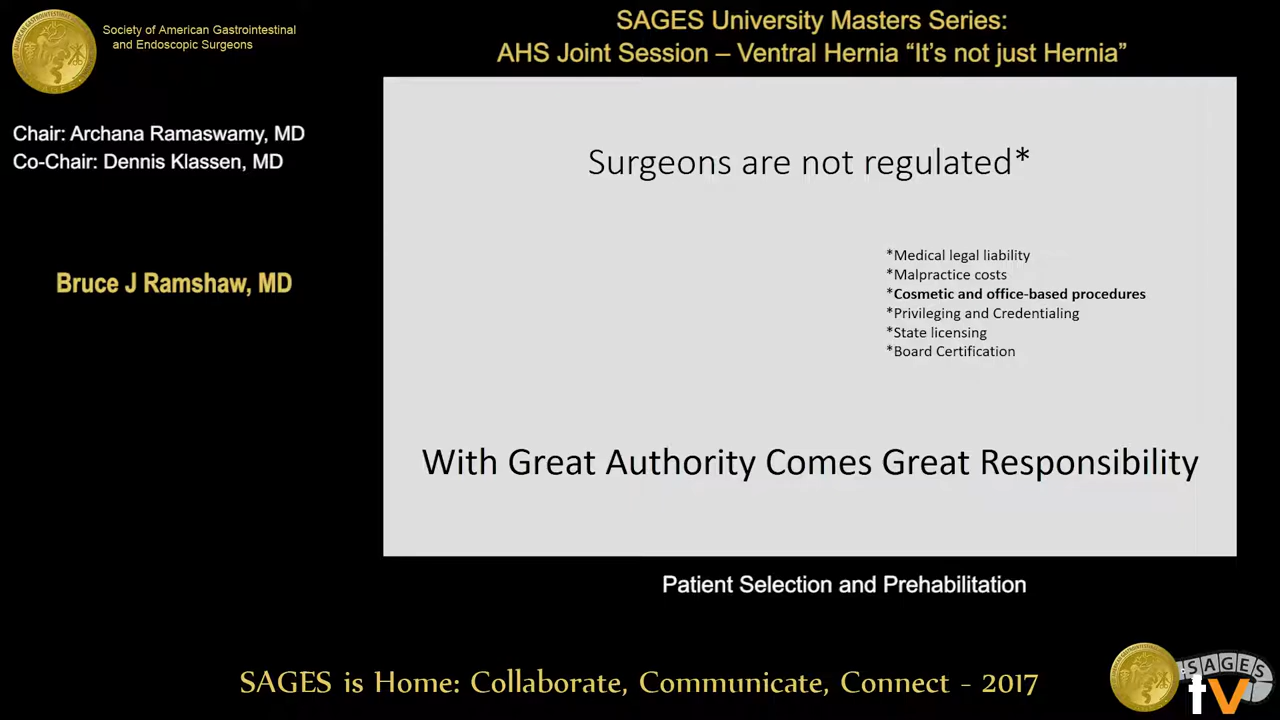 Society of American Gastrointestinal
and Endoscopic Surgeons
SAGES University Masters Series:
AHS Joint Session – Ventral Hernia “It’s not just Hernia”
Chair: Archana Ramaswamy, MD
Co-Chair: Dennis Klassen, MD
Bruce J Ramshaw, MD
Surgeons are not regulated*
*Medical legal liability
*Malpractice costs
*Cosmetic and office-based procedures
*Privileging and Credentialing
*State licensing
*Board Certification
With Great Authority Comes Great Responsibility
Patient Selection and Prehabilitation
SAGES is Home: Collaborate, Communicate, Connect - 2017
SAGES
tv